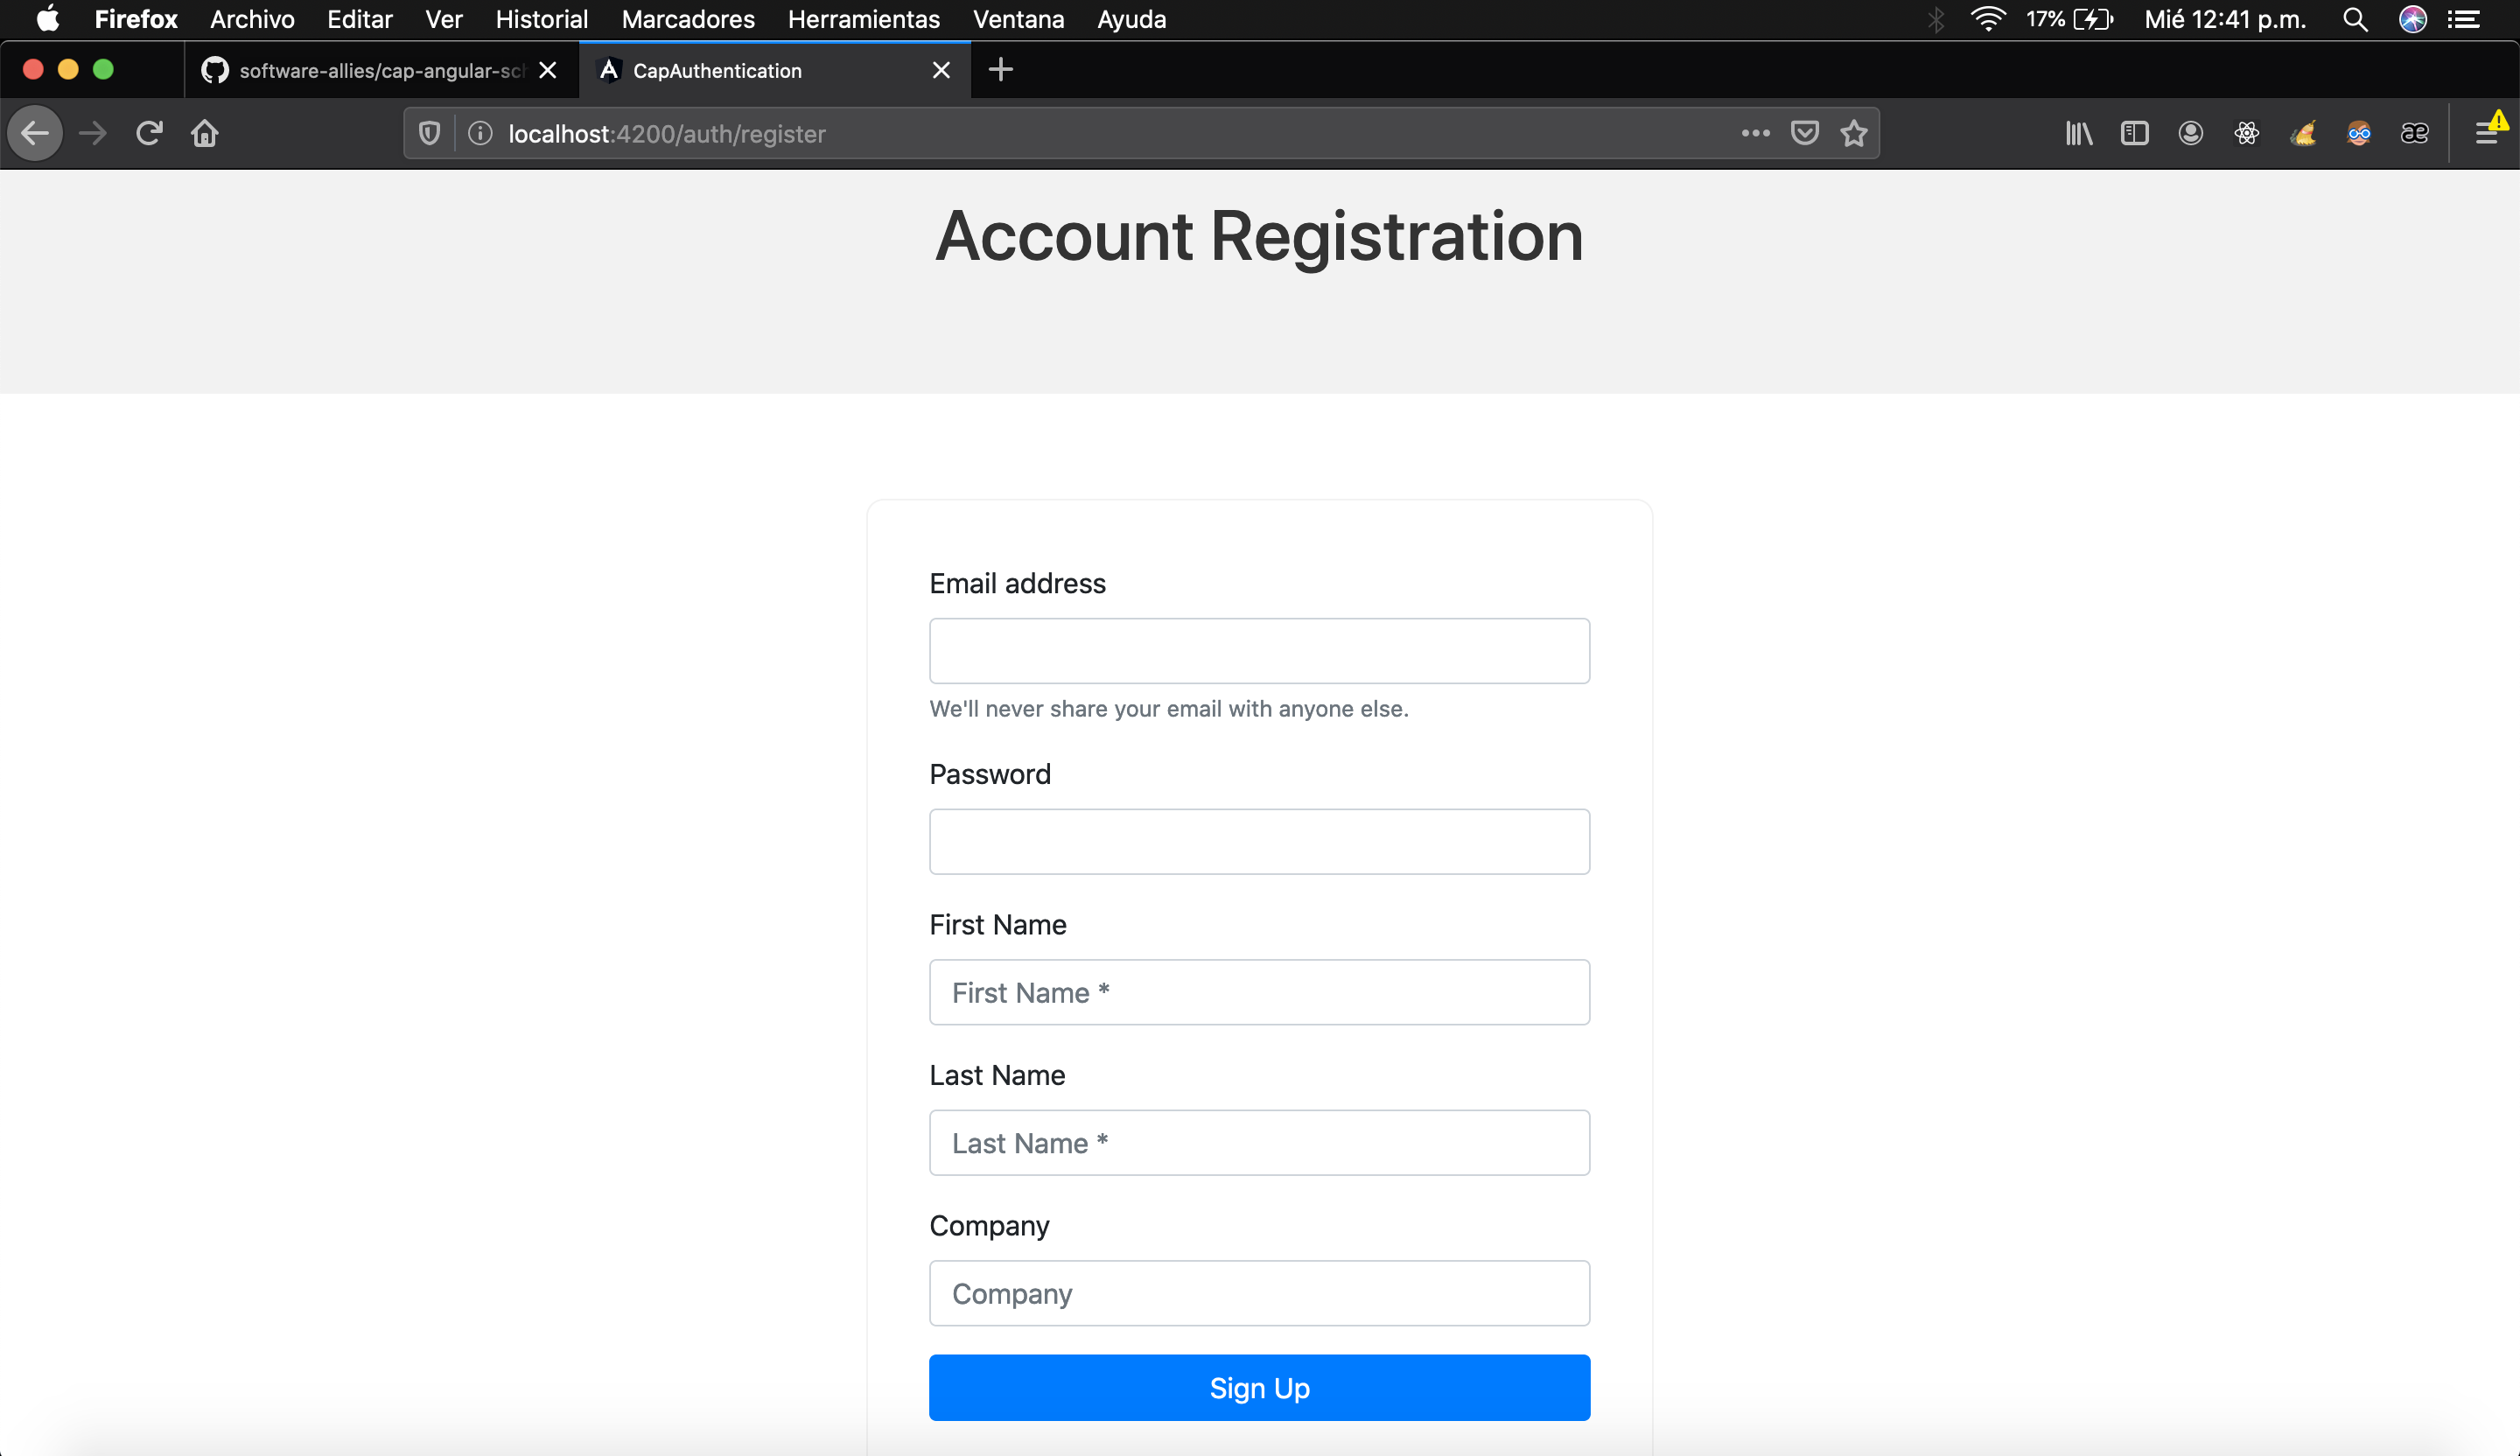 Firefox Archivo Editar Ver Historial Marcadores Herramientas Ventana Ayuda 17% Mié 12:41 p.m.
software-allies/cap-angular-sch CapAuthentication
localhost:4200/auth/register
Account Registration
Email address
We'll never share your email with anyone else.
Password
First Name
First Name *
Last Name
Last Name *
Company
Company
Sign Up